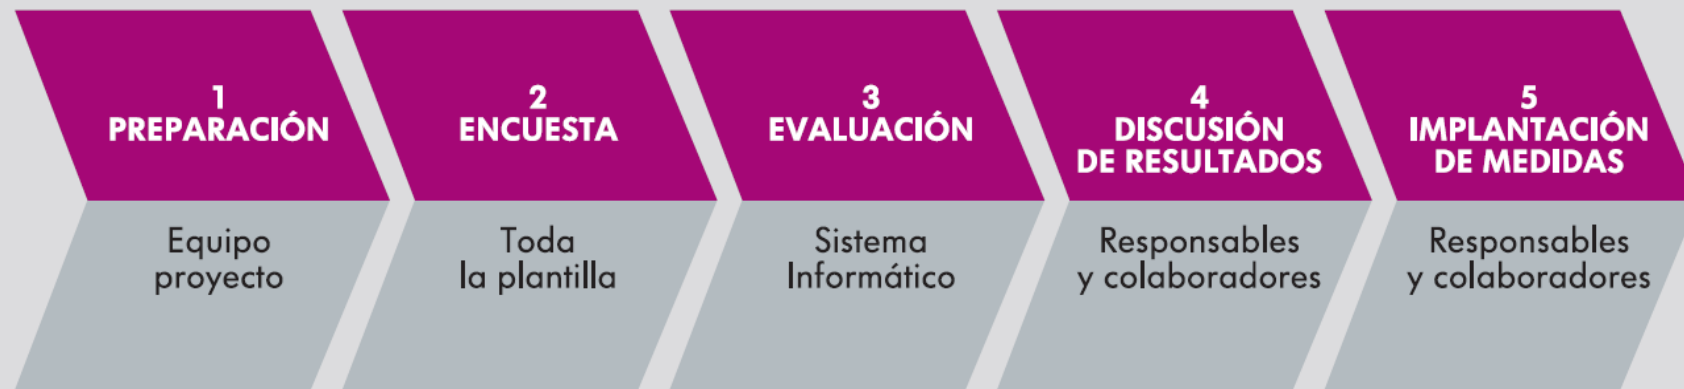 1
PREPARACIÓN
Equipo
proyecto
2
ENCUESTA
Toda
la plantilla
3
EVALUACIÓN
Sistema
Informático
4
DISCUSIÓN
DE RESULTADOS
Responsables
y colaboradores
5
IMPLANTACIÓN
DE MEDIDAS
Responsables
y colaboradores